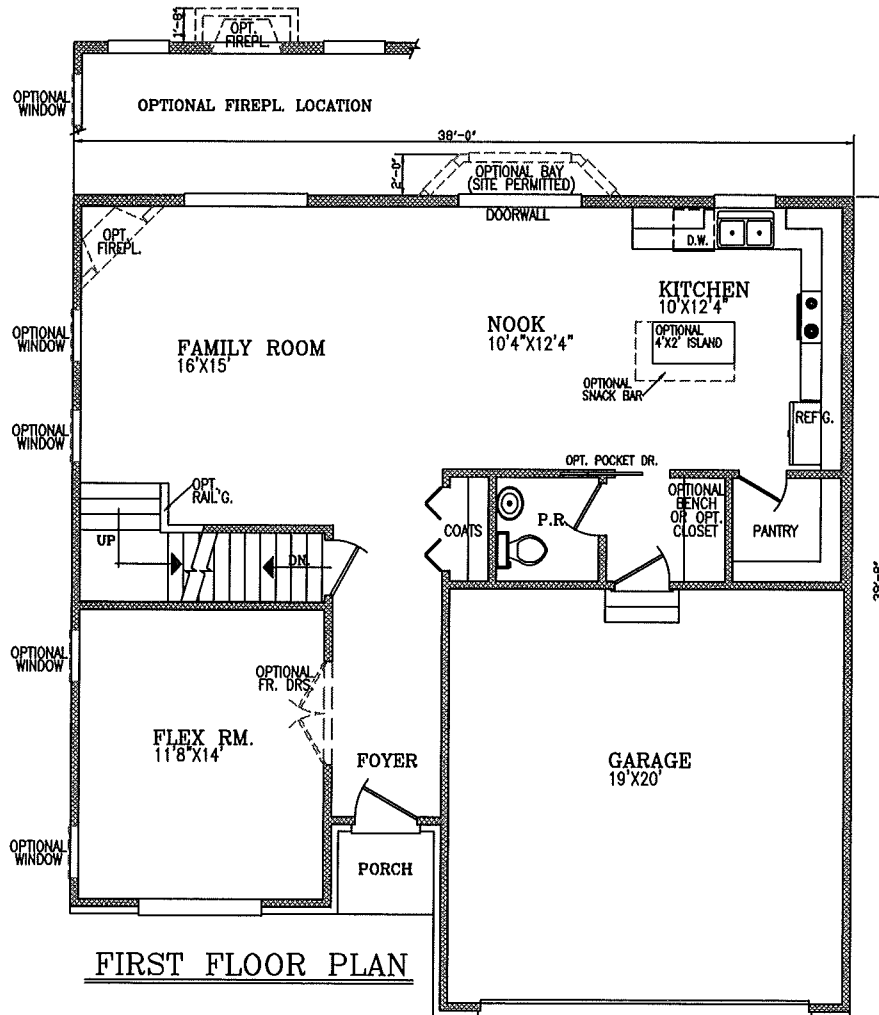 1'-8"
OPT.
FIREPL.
OPTIONAL
WINDOW
OPTIONAL FIREPL. LOCATION
38'-0"
2'-0"
OPTIONAL BAY
(SITE PERMITTED)
DOORWALL
OPT.
FIREPL.
D.W.
KITCHEN
10'X12'4"
NOOK
10'4"X12'4"
OPTIONAL
4'X2' ISLAND
OPTIONAL
WINDOW
FAMILY ROOM
16'X15'
OPTIONAL
SNACK BAR
REF'G.
OPTIONAL
WINDOW
OPT. POCKET DR.
OPT.
RAIL'G.
OPTIONAL
BENCH
OR OPT.
CLOSET
UP
DN.
COATS
P.R.
PANTRY
OPTIONAL
WINDOW
OPTIONAL
FR. DRS
FLEX RM.
11'8"X14'
FOYER
GARAGE
19'X20'
OPTIONAL
WINDOW
PORCH
FIRST FLOOR PLAN